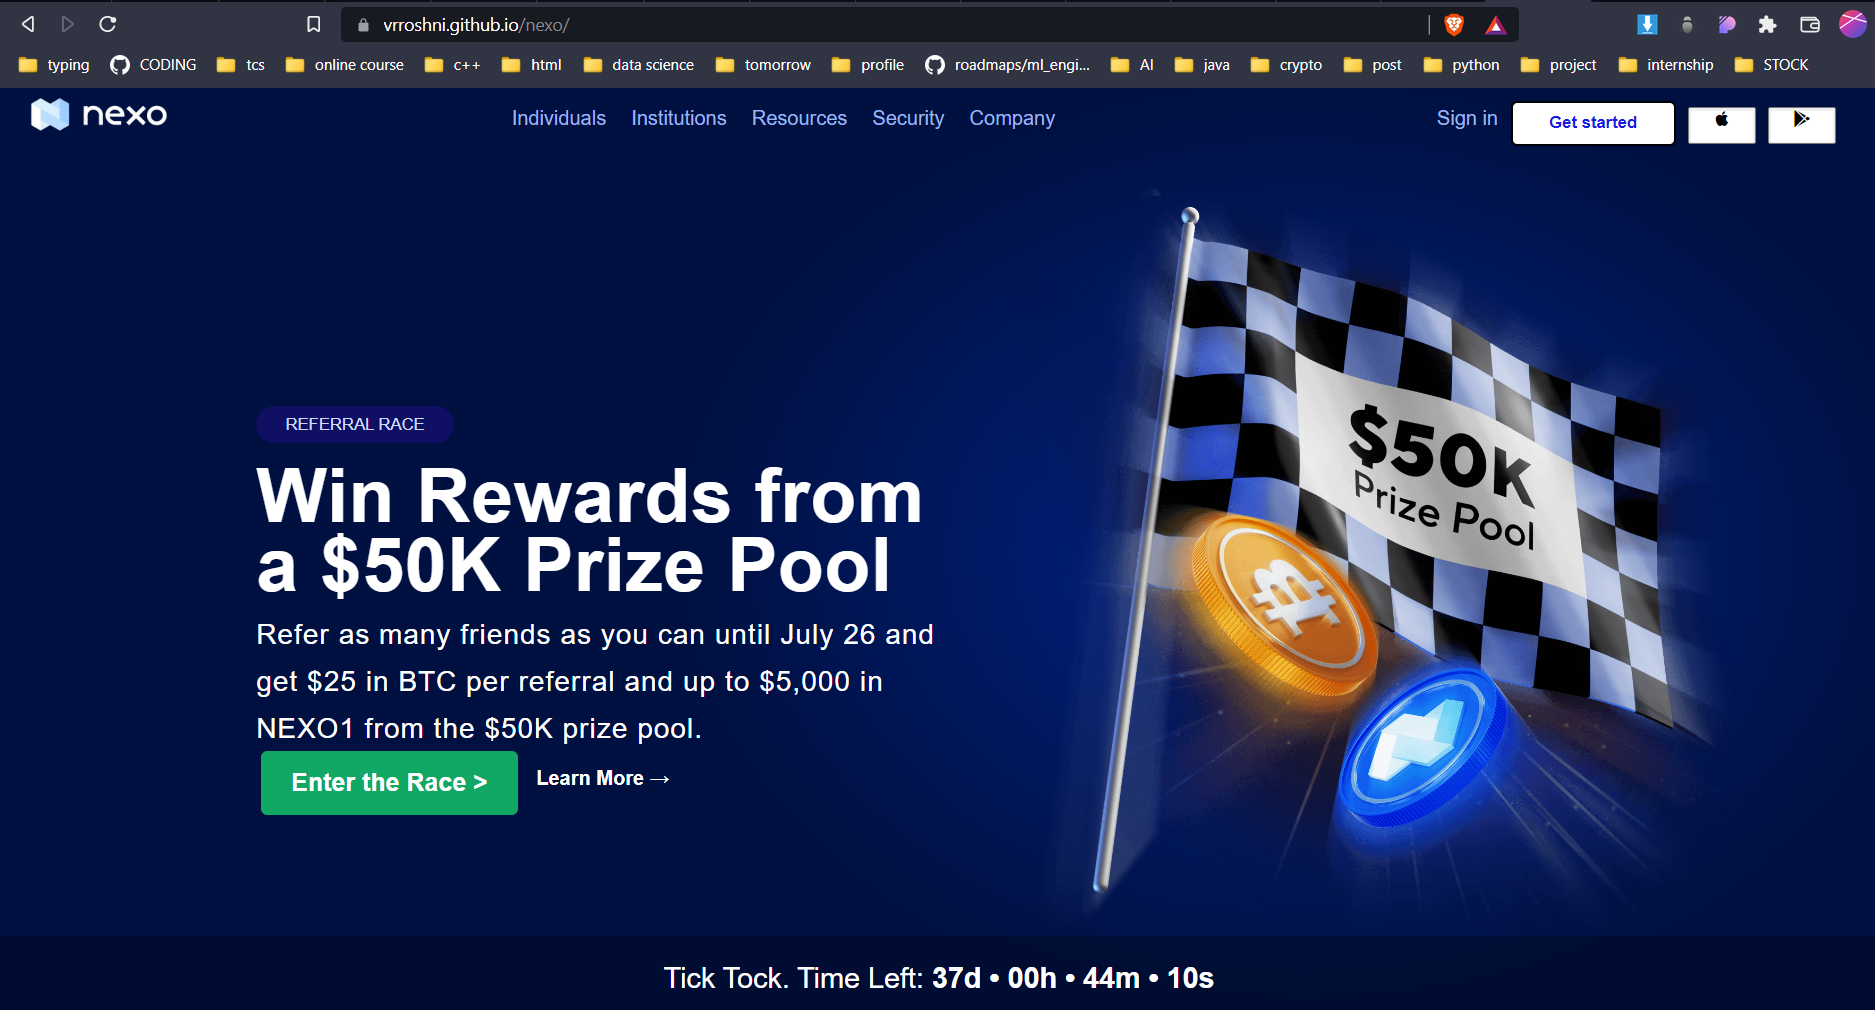 vrroshni.github.io/nexo/
typing CODING tcs online course c++ html data science tomorrow profile roadmaps/ml_engi... AI java crypto post python project internship STOCK
nexo Individuals Institutions Resources Security Company Sign in Get started
$50K
Prize Pool
REFERRAL RACE
Win Rewards from
a $50K Prize Pool
Refer as many friends as you can until July 26 and
get $25 in BTC per referral and up to $5,000 in
NEXO1 from the $50K prize pool.
Enter the Race > Learn More →
Tick Tock. Time Left: 37d • 00h • 44m • 10s